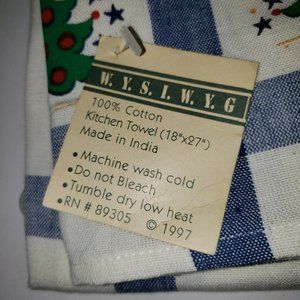 W.Y.S.I.W.Y.G
100% Cotton
Kitchen Towel (18"x27")
Made in India
• Machine wash cold
• Do not Bleach
• Tumble dry low heat
• RN # 89305 © 1997